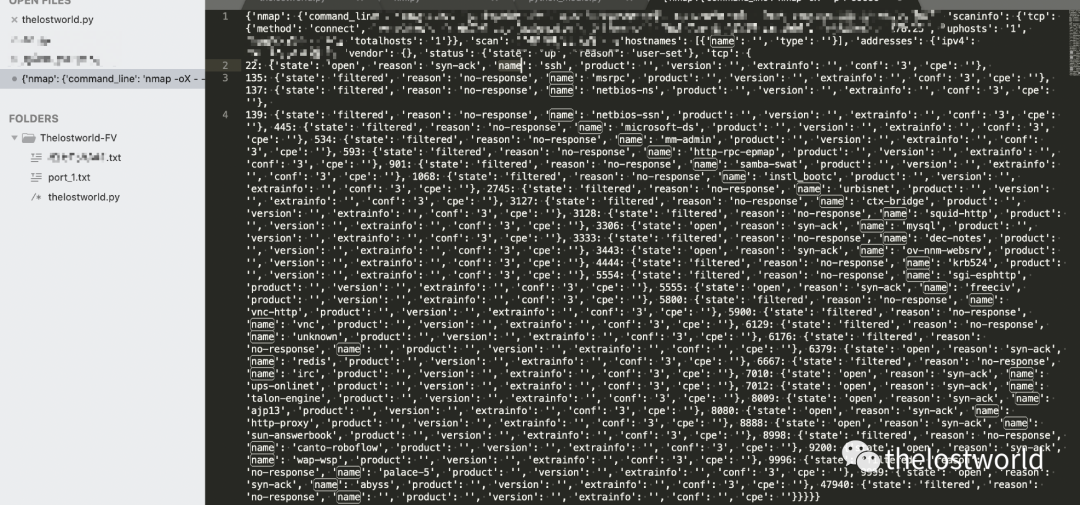 OPEN FILES
× thelostworld.py
{'nmap': {'command_line': 'nmap -oX - -
FOLDERS
Thelostworld-FV
.txt
port_1.txt
/* thelostworld.py
1 {'nmap': {'command_lin 'scaninfo': {'tcp':
{'method': 'connect', 'uphosts': '1',
'totalhosts': '1'}}, 'scan': 'hostnames': [{'name': '', 'type': ''}], 'addresses': {'ipv4':
'vendor': {}, 'status': {'state': 'up', 'reason': 'user-set'}, 'tcp': {
2 22: {'state': 'open', 'reason': 'syn-ack', 'name': 'ssh', 'product': '', 'version': '', 'extrainfo': '', 'conf': '3', 'cpe': ''},
3 135: {'state': 'filtered', 'reason': 'no-response', 'name': 'msrpc', 'product': '', 'version': '', 'extrainfo': '', 'conf': '3', 'cpe': ''},
137: {'state': 'filtered', 'reason': 'no-response', 'name': 'netbios-ns', 'product': '', 'version': '', 'extrainfo': '', 'conf': '3', 'cpe':
''},
4 139: {'state': 'filtered', 'reason': 'no-response', 'name': 'netbios-ssn', 'product': '', 'version': '', 'extrainfo': '', 'conf': '3', 'cpe':
''}, 445: {'state': 'filtered', 'reason': 'no-response', 'name': 'microsoft-ds', 'product': '', 'version': '', 'extrainfo': '', 'conf': '3',
'cpe': ''}, 534: {'state': 'filtered', 'reason': 'no-response', 'name': 'mm-admin', 'product': '', 'version': '', 'extrainfo': '', 'conf':
'3', 'cpe': ''}, 593: {'state': 'filtered', 'reason': 'no-response', 'name': 'http-rpc-epmap', 'product': '', 'version': '', 'extrainfo': '',
'conf': '3', 'cpe': ''}, 901: {'state': 'filtered', 'reason': 'no-response', 'name': 'samba-swat', 'product': '', 'version': '', 'extrainfo':
'', 'conf': '3', 'cpe': ''}, 1068: {'state': 'filtered', 'reason': 'no-response', 'name': 'instl_bootc', 'product': '', 'version': '',
'extrainfo': '', 'conf': '3', 'cpe': ''}, 2745: {'state': 'filtered', 'reason': 'no-response', 'name': 'urbisnet', 'product': '', 'version':
'', 'extrainfo': '', 'conf': '3', 'cpe': ''}, 3127: {'state': 'filtered', 'reason': 'no-response', 'name': 'ctx-bridge', 'product': '',
'version': '', 'extrainfo': '', 'conf': '3', 'cpe': ''}, 3128: {'state': 'filtered', 'reason': 'no-response', 'name': 'squid-http', 'product':
'', 'version': '', 'extrainfo': '', 'conf': '3', 'cpe': ''}, 3306: {'state': 'open', 'reason': 'syn-ack', 'name': 'mysql', 'product': '',
'version': '', 'extrainfo': '', 'conf': '3', 'cpe': ''}, 3333: {'state': 'filtered', 'reason': 'no-response', 'name': 'dec-notes', 'product':
'', 'version': '', 'extrainfo': '', 'conf': '3', 'cpe': ''}, 3443: {'state': 'open', 'reason': 'syn-ack', 'name': 'ov-nnm-websrv', 'product':
'', 'version': '', 'extrainfo': '', 'conf': '3', 'cpe': ''}, 4444: {'state': 'filtered', 'reason': 'no-response', 'name': 'krb524', 'product':
'', 'version': '', 'extrainfo': '', 'conf': '3', 'cpe': ''}, 5554: {'state': 'filtered', 'reason': 'no-response', 'name': 'sgi-esphttp',
'product': '', 'version': '', 'extrainfo': '', 'conf': '3', 'cpe': ''}, 5555: {'state': 'open', 'reason': 'syn-ack', 'name': 'freeciv',
'product': '', 'version': '', 'extrainfo': '', 'conf': '3', 'cpe': ''}, 5800: {'state': 'filtered', 'reason': 'no-response', 'name':
'vnc-http', 'product': '', 'version': '', 'extrainfo': '', 'conf': '3', 'cpe': ''}, 5900: {'state': 'filtered', 'reason': 'no-response',
'name': 'vnc', 'product': '', 'version': '', 'extrainfo': '', 'conf': '3', 'cpe': ''}, 6129: {'state': 'filtered', 'reason': 'no-response',
'name': 'unknown', 'product': '', 'version': '', 'extrainfo': '', 'conf': '3', 'cpe': ''}, 6176: {'state': 'filtered', 'reason':
'no-response', 'name': '', 'product': '', 'version': '', 'extrainfo': '', 'conf': '3', 'cpe': ''}, 6379: {'state': 'open', 'reason': 'syn-ack',
'name': 'redis', 'product': '', 'version': '', 'extrainfo': '', 'conf': '3', 'cpe': ''}, 6667: {'state': 'filtered', 'reason': 'no-response',
'name': 'irc', 'product': '', 'version': '', 'extrainfo': '', 'conf': '3', 'cpe': ''}, 7010: {'state': 'open', 'reason': 'syn-ack', 'name':
'ups-onlinet', 'product': '', 'version': '', 'extrainfo': '', 'conf': '3', 'cpe': ''}, 7012: {'state': 'open', 'reason': 'syn-ack', 'name':
'talon-engine', 'product': '', 'version': '', 'extrainfo': '', 'conf': '3', 'cpe': ''}, 8009: {'state': 'open', 'reason': 'syn-ack', 'name':
'ajp13', 'product': '', 'version': '', 'extrainfo': '', 'conf': '3', 'cpe': ''}, 8080: {'state': 'open', 'reason': 'syn-ack', 'name':
'http-proxy', 'product': '', 'version': '', 'extrainfo': '', 'conf': '3', 'cpe': ''}, 8888: {'state': 'open', 'reason': 'syn-ack', 'name':
'sun-answerbook', 'product': '', 'version': '', 'extrainfo': '', 'conf': '3', 'cpe': ''}, 8998: {'state': 'filtered', 'reason': 'no-response',
'name': 'canto-roboflow', 'product': '', 'version': '', 'extrainfo': '', 'conf': '3', 'cpe': ''}, 9200: {'state': 'open', 'reason': 'syn-ack',
'name': 'wap-wsp', 'product': '', 'version': '', 'extrainfo': '', 'conf': '3', 'cpe': ''}, 9996: {'state': 'filtered', 'reason':
'no-response', 'name': 'palace-5', 'product': '', 'version': '', 'extrainfo': '', 'conf': '3', 'cpe': ''}, 9999: {'state': 'open', 'reason':
'syn-ack', 'name': 'abyss', 'product': '', 'version': '', 'extrainfo': '', 'conf': '3', 'cpe': ''}, 47940: {'state': 'filtered', 'reason':
'no-response', 'name': '', 'product': '', 'version': '', 'extrainfo': '', 'conf': '', 'cpe': ''}}}}}
thelostworld